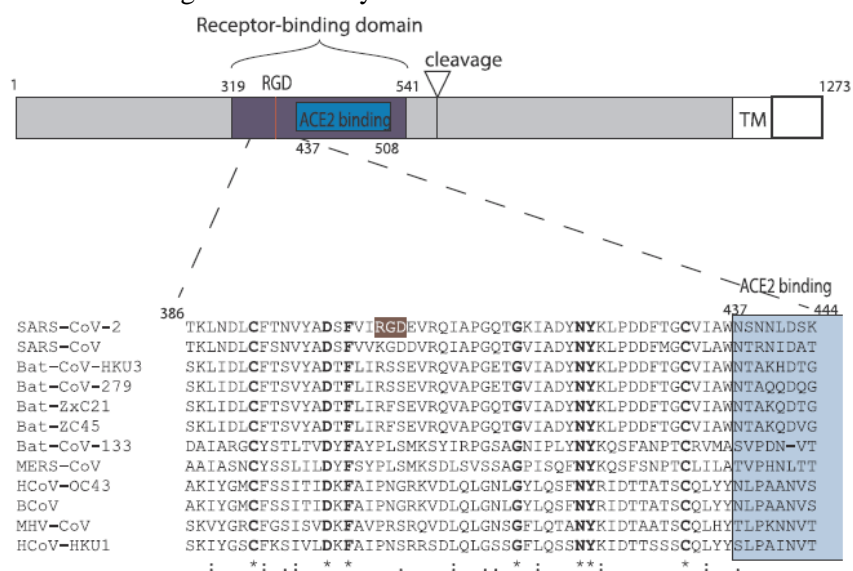 Receptor-binding domain
cleavage
1 319 RGD 541 1273
ACE2 binding TM
437 508
ACE2 binding
386 437 444
SARS-CoV-2 TKLNDLCFTNVYADSFVIRGDEVRQIAPGQTGKIADYNYKLPDDFTGCVIAWNSNNLDSK
SARS-CoV TKLNDLCFSNVYADSFVVKGDDVRQIAPGQTGVIADYNYKLPDDFMGCVLAWNTRNIDAT
Bat-CoV-HKU3 SKLIDLCFTSVYADTFLIRSSEVRQVAPGETGVIADYNYKLPDDFTGCVIAWNTAKHDTG
Bat-CoV-279 SKLIDLCFTSVYADTFLIRSSEVRQVAPGETGVIADYNYKLPDDFTGCVIAWNTAQQDQG
Bat-ZxC21 SKLIDLCFTSVYADTFLIRFSEVRQVAPGQTGVIADYNYKLPDDFTGCVIAWNTAKQDTG
Bat-ZC45 SKLIDLCFTSVYADTFLIRFSEVRQVAPGQTGVIADYNYKLPDDFTGCVIAWNTAKQDVG
Bat-CoV-133 DAIARGCYSTLTVDYFAYPLSMKSYIRPGSAGNIPLYNYKQSFANPTCRVMASVPDN-VT
MERS-CoV AAIASNCYSSLILDYFSYPLSMKSDLSVSSAGPISQFNYKQSFSNPTCLILATVPHNLTT
HCoV-OC43 AKIYGMCFSSITIDKFAIPNGRKVDLQLGNLGYLQSFNYRIDTTATSCQLYYNLPAANVS
BCoV AKIYGMCFSSITIDKFAIPNGRKVDLQLGNLGYLQSFNYRIDTTATSCQLYYNLPAANVS
MHV-CoV SKVYGRCFGSISVDKFAVPRSRQVDLQLGNSGFLQTANYKIDTAATSCQLHYTLPKNNVT
HCoV-HKU1 SKIYGSCFKSIVLDKFAIPNSRRSDLQLGSSGFLQSSNYKIDTTSSSCQLYYSLPAINVT